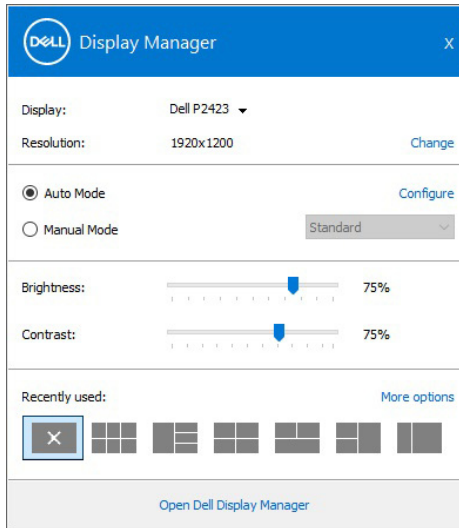 DELL Display Manager X
Display: Dell P2423
Resolution: 1920x1200 Change
Auto Mode Configure
Manual Mode Standard
Brightness: 75%
Contrast: 75%
Recently used: More options
Open Dell Display Manager